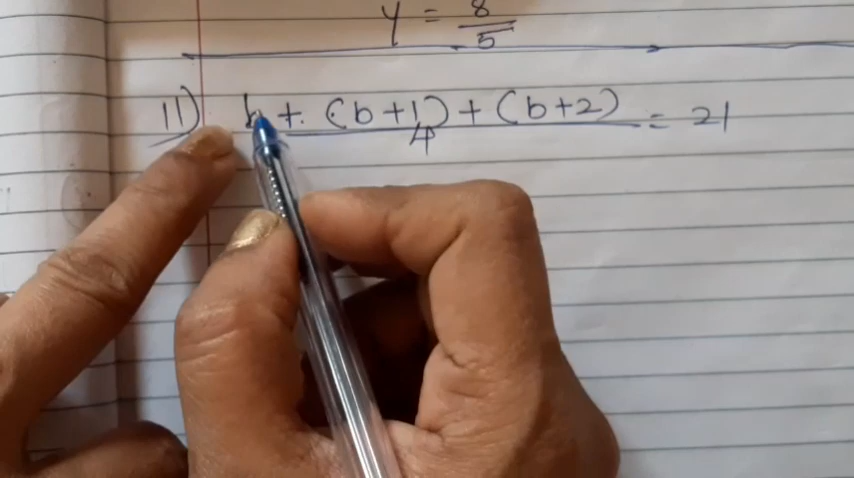 y = 8/5
11) b + (b+1) + (b+2) = 21
4